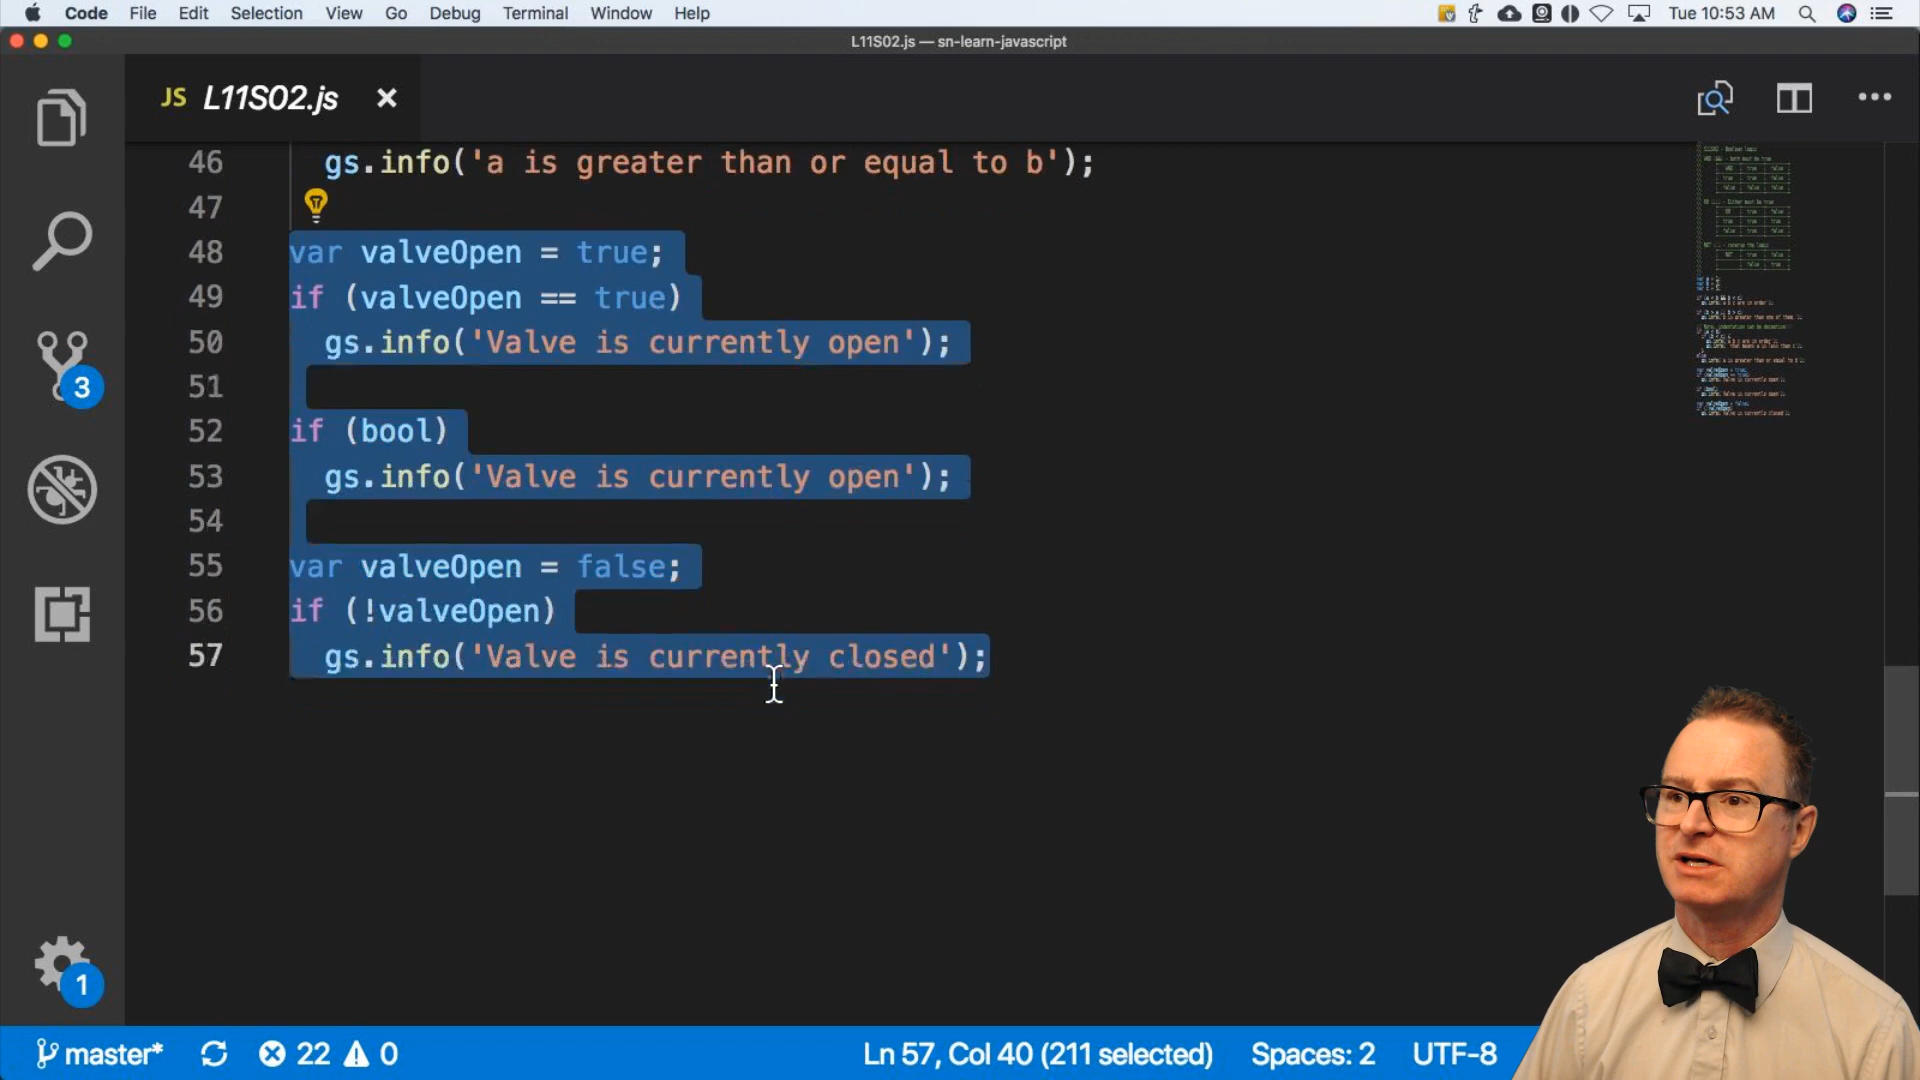 Code File Edit Selection View Go Debug Terminal Window Help Tue 10:53 AM
L11S02.js — sn-learn-javascript
JS L11S02.js
46 gs.info('a is greater than or equal to b');
47
48 var valveOpen = true;
49 if (valveOpen == true)
50 gs.info('Valve is currently open');
51
52 if (bool)
53 gs.info('Valve is currently open');
54
55 var valveOpen = false;
56 if (!valveOpen)
57 gs.info('Valve is currently closed');
3
1
master* 22 0 Ln 57, Col 40 (211 selected) Spaces: 2 UTF-8